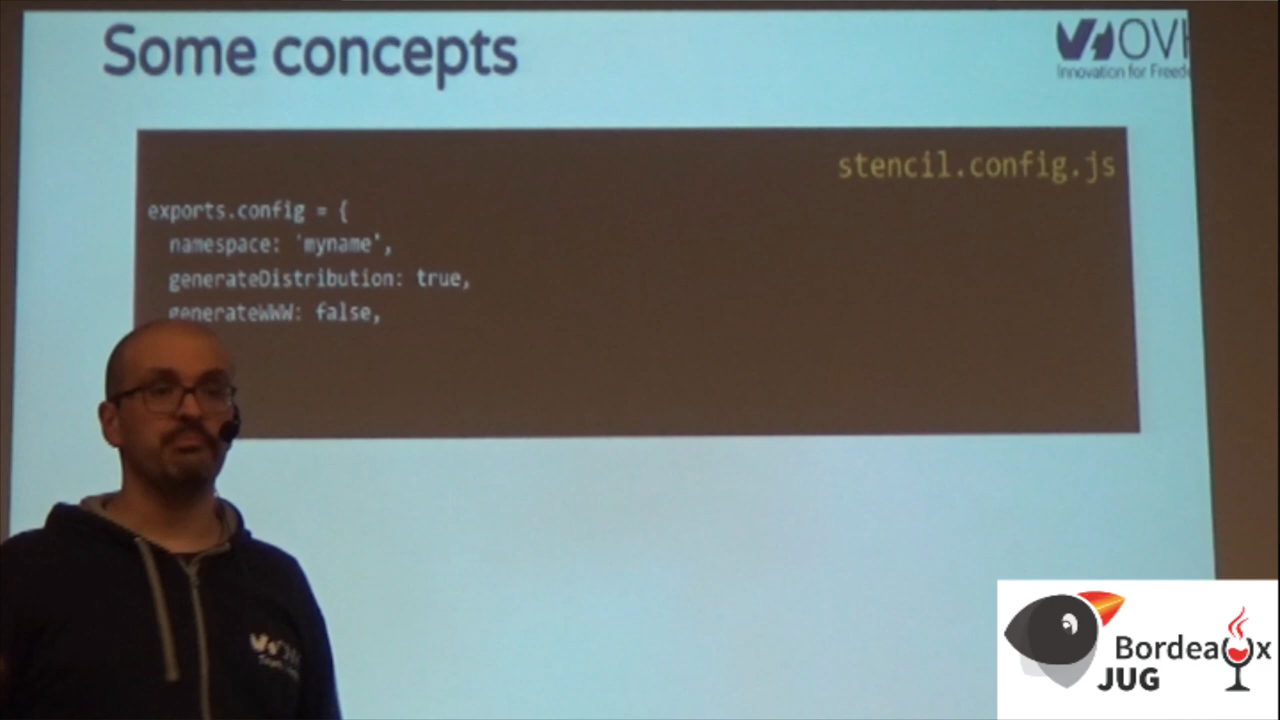 Some concepts
OVH
Innovation for Freed
stencil.config.js
exports.config = {
namespace: 'myname',
generateDistribution: true,
generateWWW: false,
OVH
Bordeaux
JUG